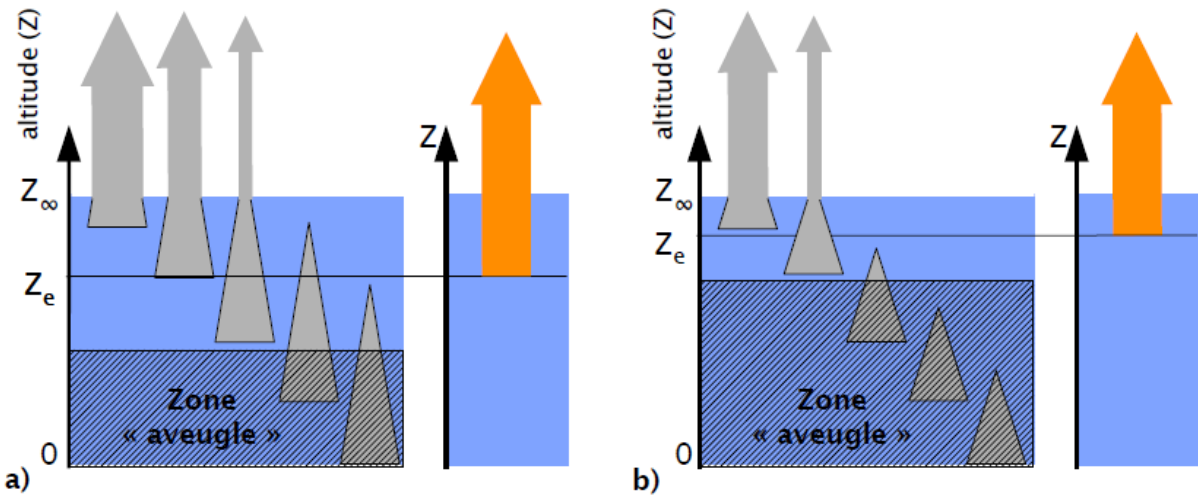 altitude (Z)
Z
Z∞
Ze
Zone
« aveugle »
0
a)
altitude (Z)
Z
Z∞
Ze
Zone
« aveugle »
0
b)